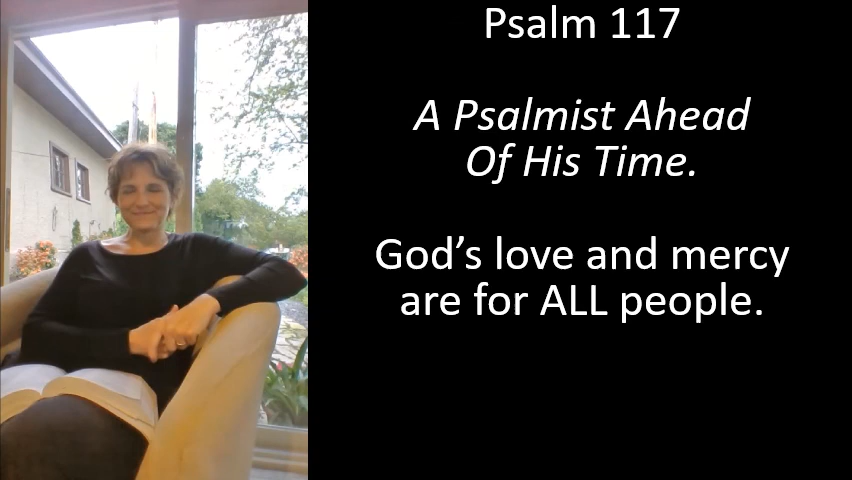 Psalm 117
A Psalmist Ahead
Of His Time.
God's love and mercy
are for ALL people.